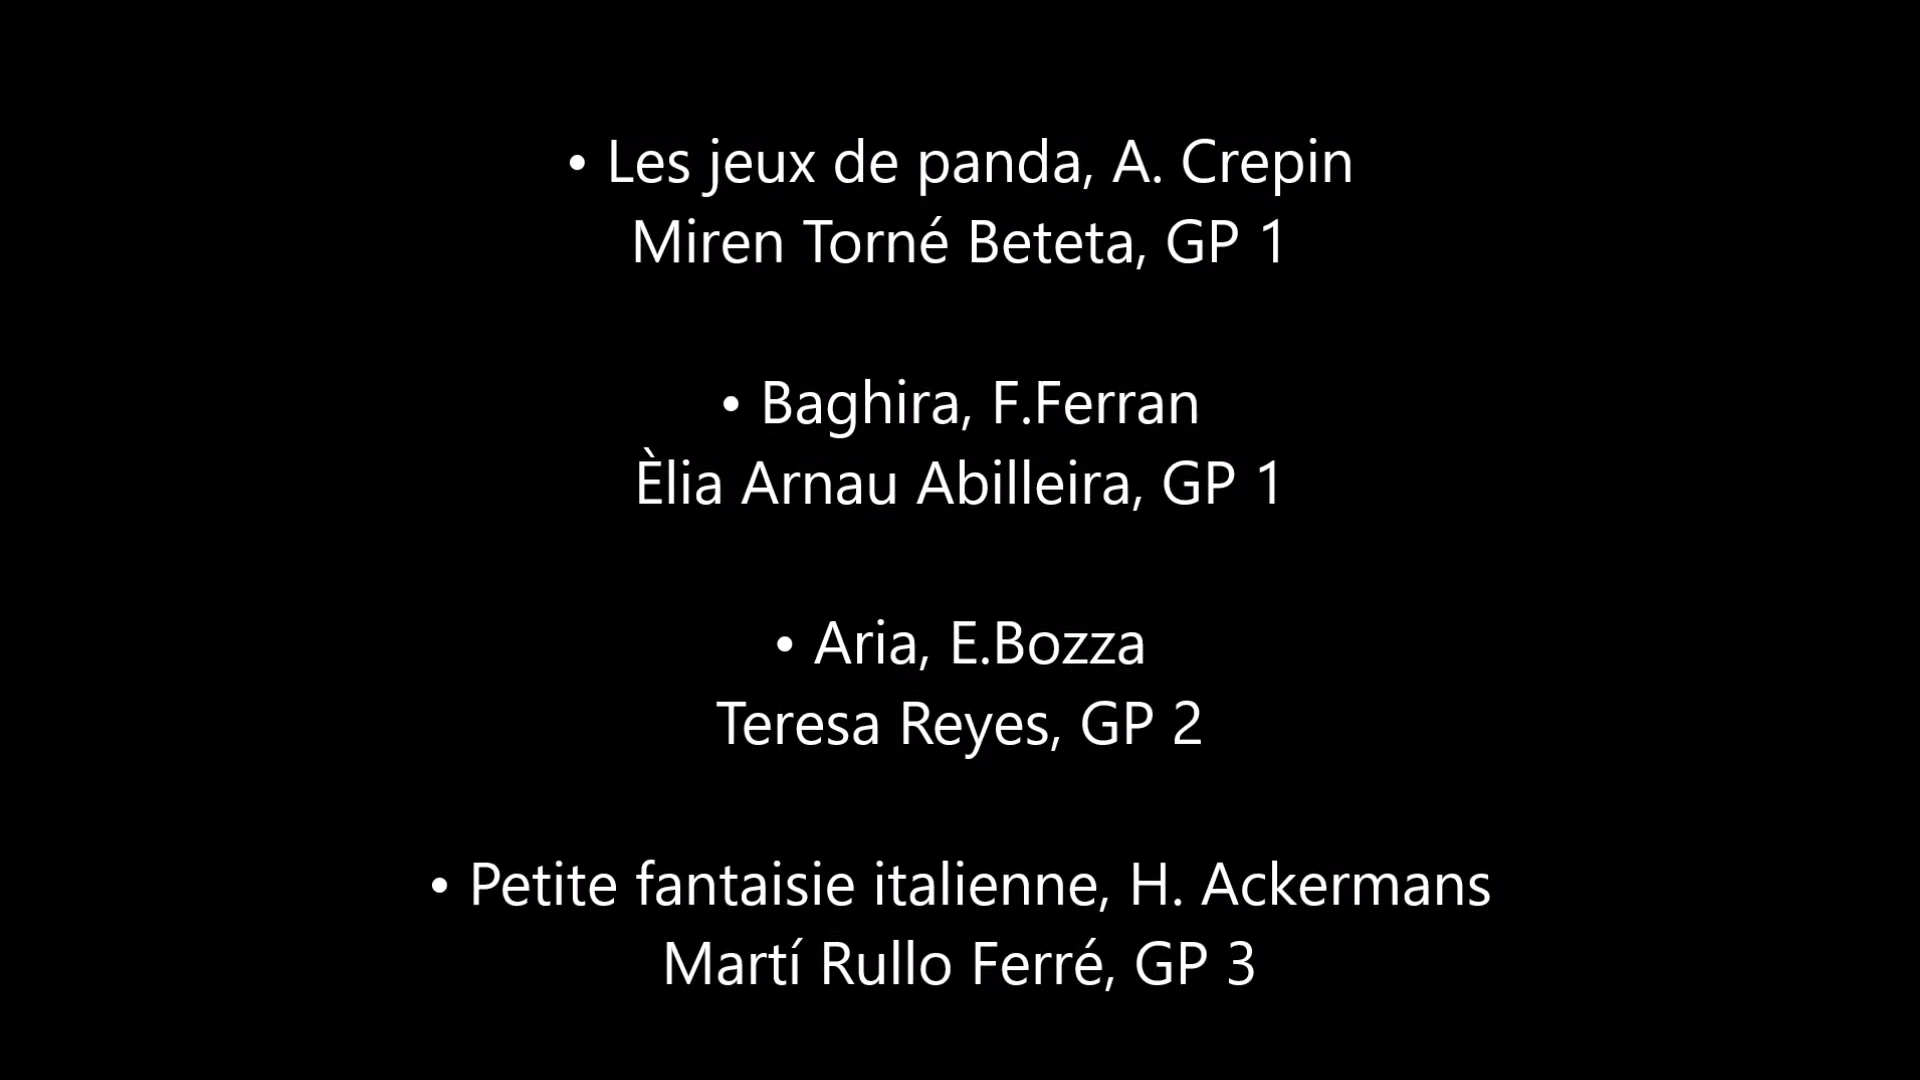 • Les jeux de panda, A. Crepin
Miren Torné Beteta, GP 1
• Baghira, F.Ferran
Èlia Arnau Abilleira, GP 1
• Aria, E.Bozza
Teresa Reyes, GP 2
• Petite fantaisie italienne, H. Ackermans
Martí Rullo Ferré, GP 3